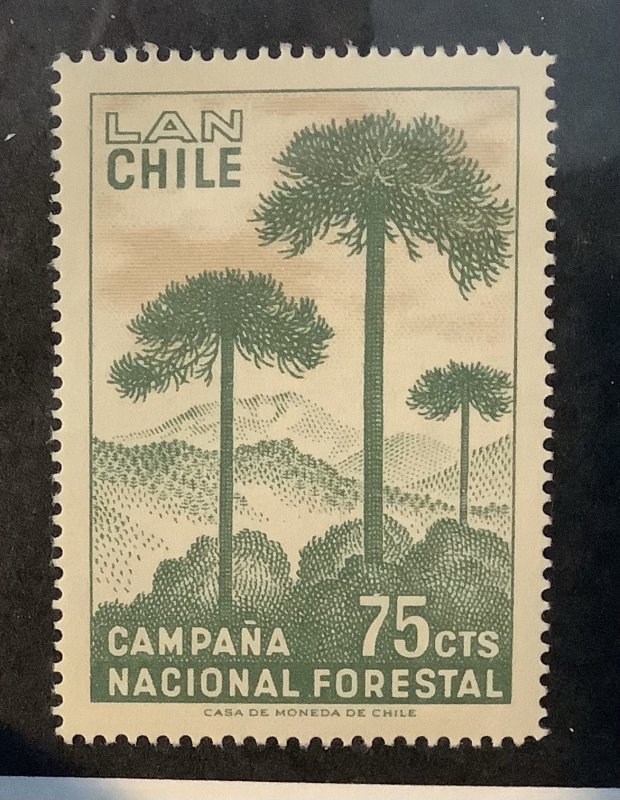 LAN
CHILE
CAMPAÑA 75 CTS
NACIONAL FORESTAL
CASA DE MONEDA DE CHILE